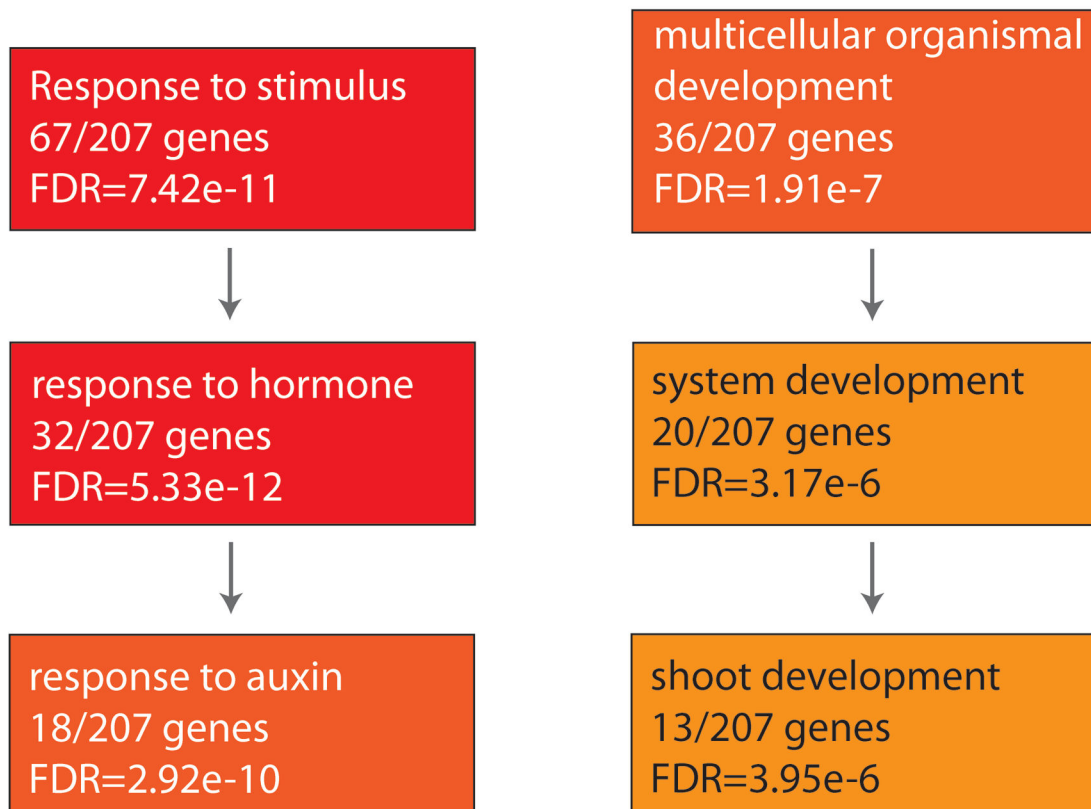 Response to stimulus
67/207 genes
FDR=7.42e-11
response to hormone
32/207 genes
FDR=5.33e-12
response to auxin
18/207 genes
FDR=2.92e-10
multicellular organismal
development
36/207 genes
FDR=1.91e-7
system development
20/207 genes
FDR=3.17e-6
shoot development
13/207 genes
FDR=3.95e-6